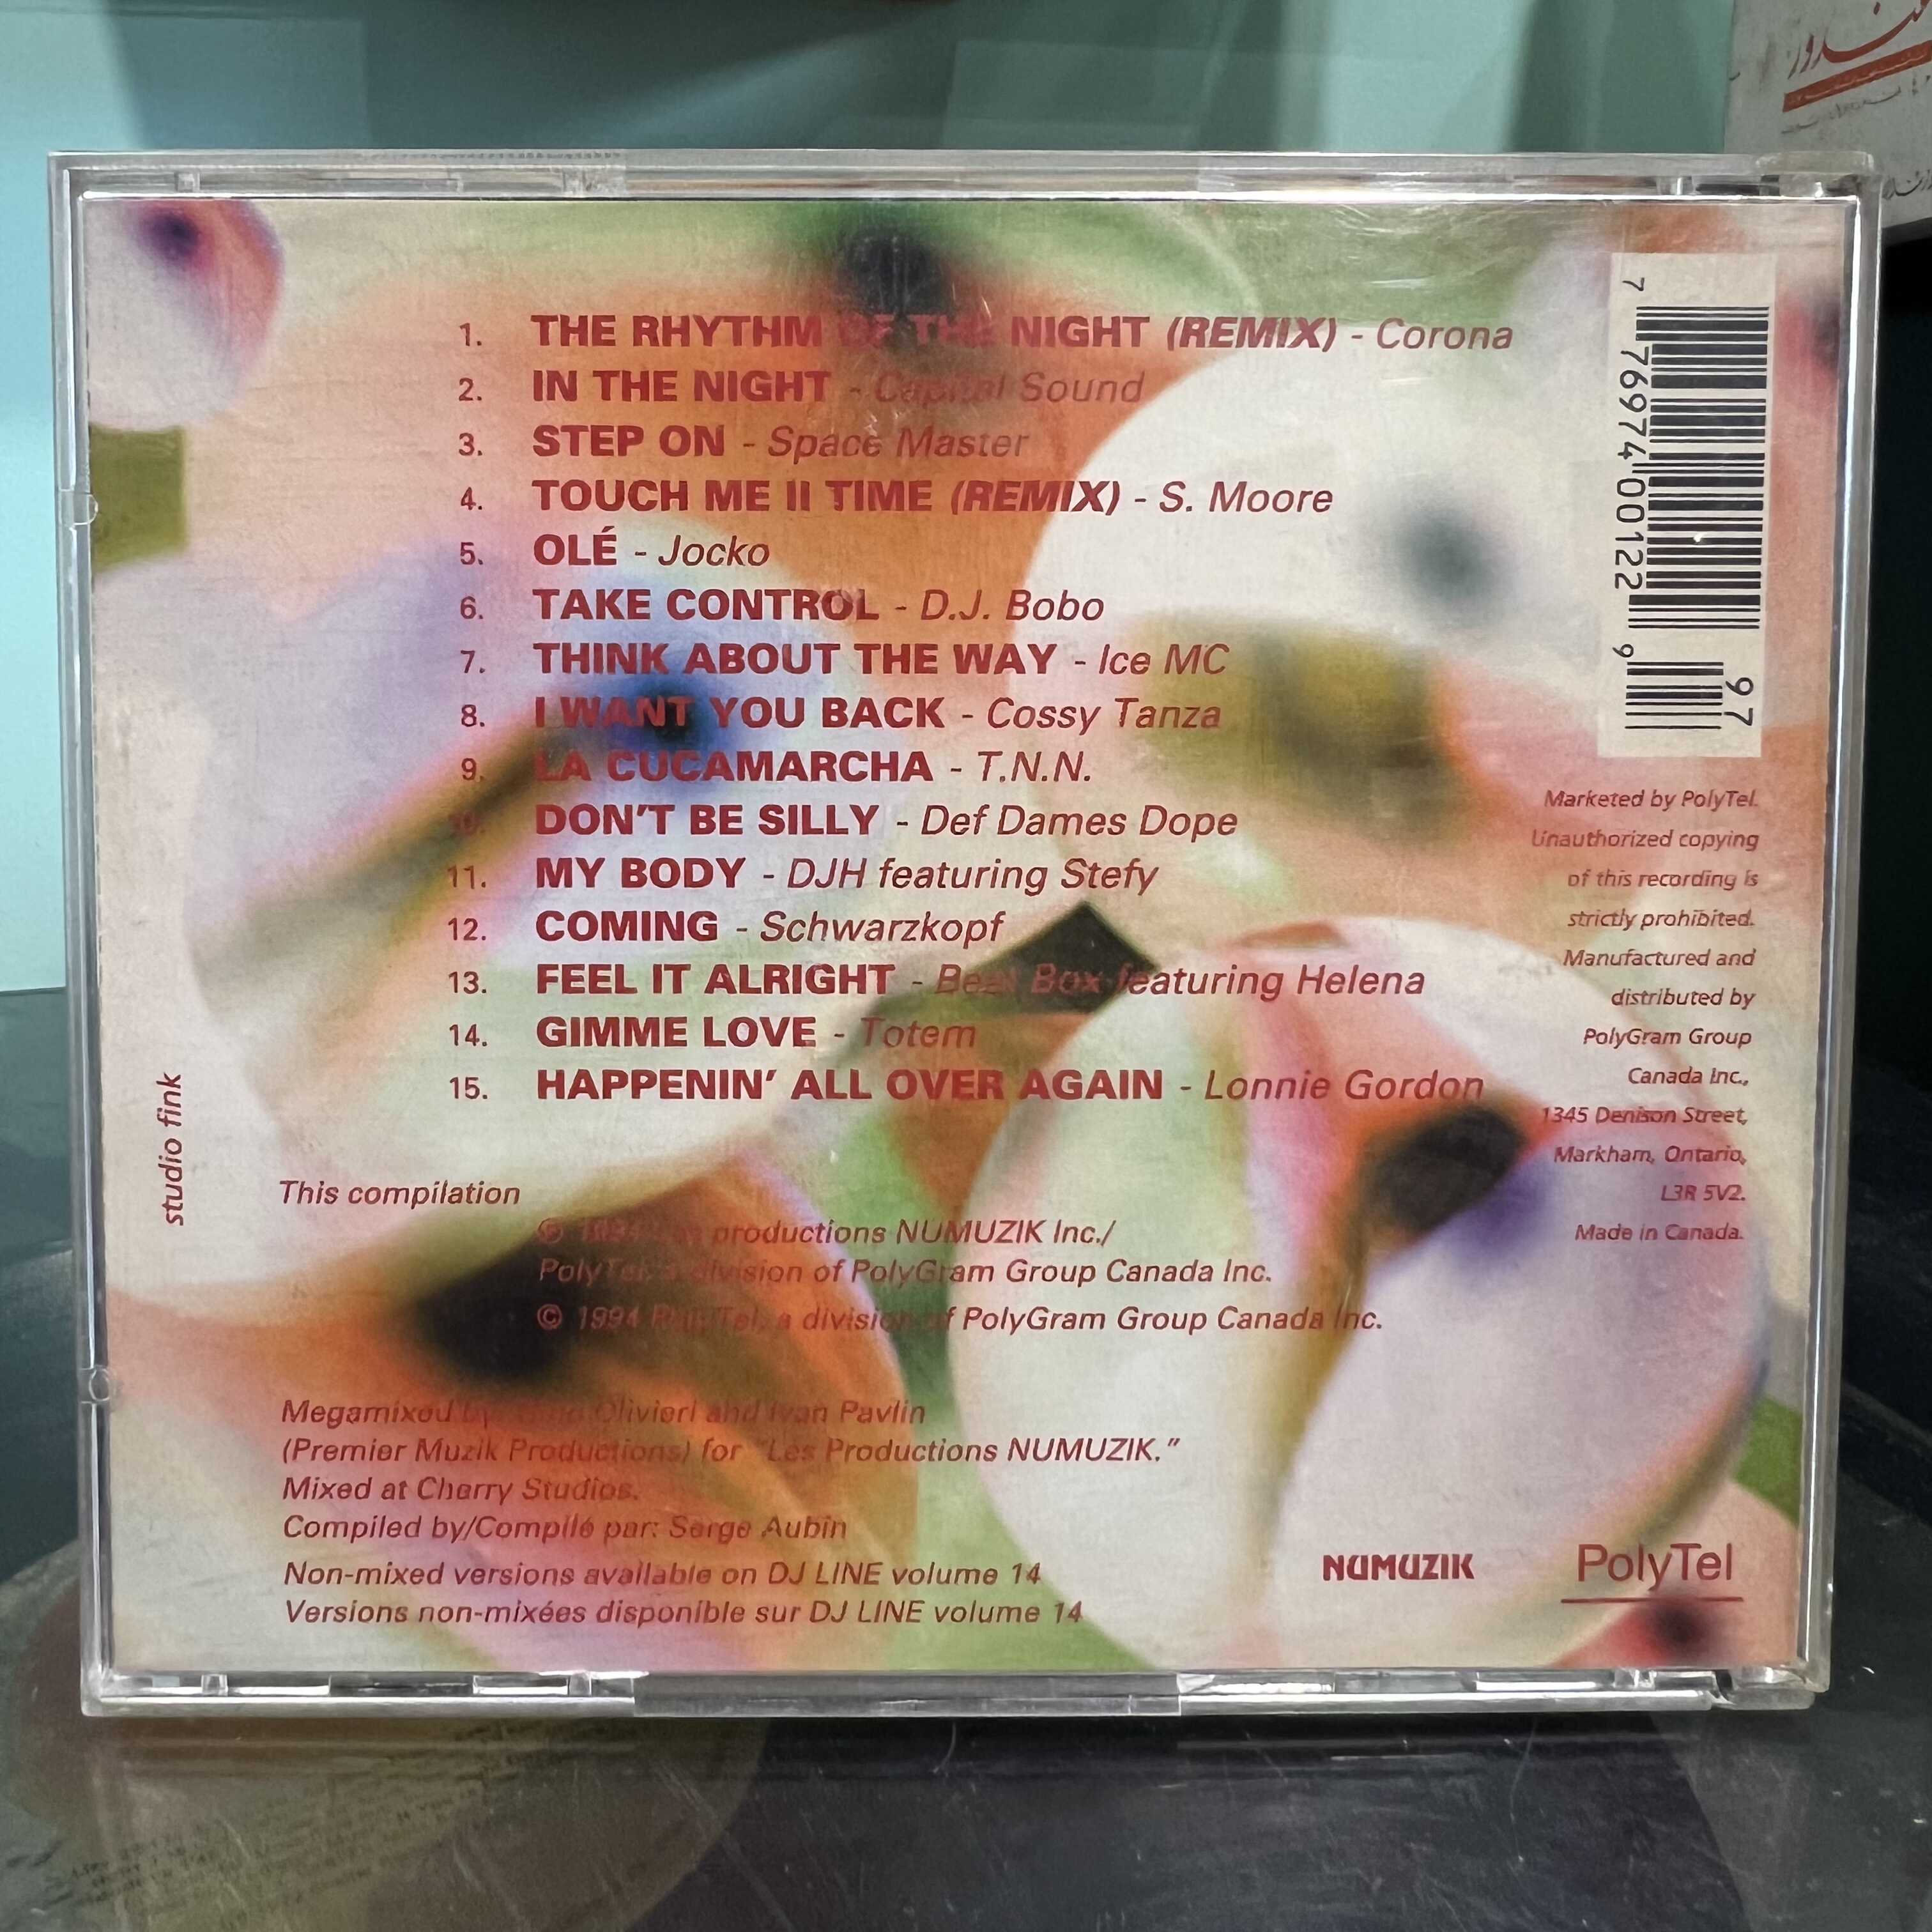 1. THE RHYTHM OF THE NIGHT (REMIX) - Corona
2. IN THE NIGHT - Capital Sound
3. STEP ON - Space Master
4. TOUCH ME II TIME (REMIX) - S. Moore
5. OLÉ - Jocko
6. TAKE CONTROL - D.J. Bobo
7. THINK ABOUT THE WAY - Ice MC
8. I WANT YOU BACK - Cossy Tanza
9. LA CUCAMARCHA - T.N.N.
10. DON'T BE SILLY - Def Dames Dope
11. MY BODY - DJH featuring Stefy
12. COMING - Schwarzkopf
13. FEEL IT ALRIGHT - Beat Box featuring Helena
14. GIMME LOVE - Totem
15. HAPPENIN' ALL OVER AGAIN - Lonnie Gordon
7 76974 00122 9
97
Marketed by PolyTel.
Unauthorized copying
of this recording is
strictly prohibited.
Manufactured and
distributed by
PolyGram Group
Canada Inc.,
1345 Denison Street,
Markham, Ontario,
L3R 5V2.
Made in Canada.
studio fink
This compilation
℗ 1994 Les productions NUMUZIK Inc./
PolyTel, a division of PolyGram Group Canada Inc.
© 1994 PolyTel, a division of PolyGram Group Canada Inc.
Megamixed by Olivieri and Ivan Pavlin
(Premier Muzik Productions) for "Les Productions NUMUZIK."
Mixed at Cherry Studios.
Compiled by/Compilé par: Serge Aubin
Non-mixed versions available on DJ LINE volume 14
Versions non-mixées disponible sur DJ LINE volume 14
NUMUZIK
PolyTel